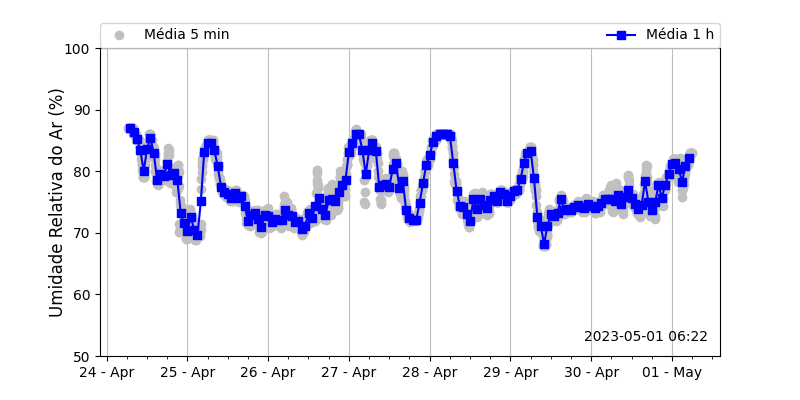 Média 5 min Média 1 h
100
90
80
70
60
50
Umidade Relativa do Ar (%)
2023-05-01 06:22
24 - Apr 25 - Apr 26 - Apr 27 - Apr 28 - Apr 29 - Apr 30 - Apr 01 - May